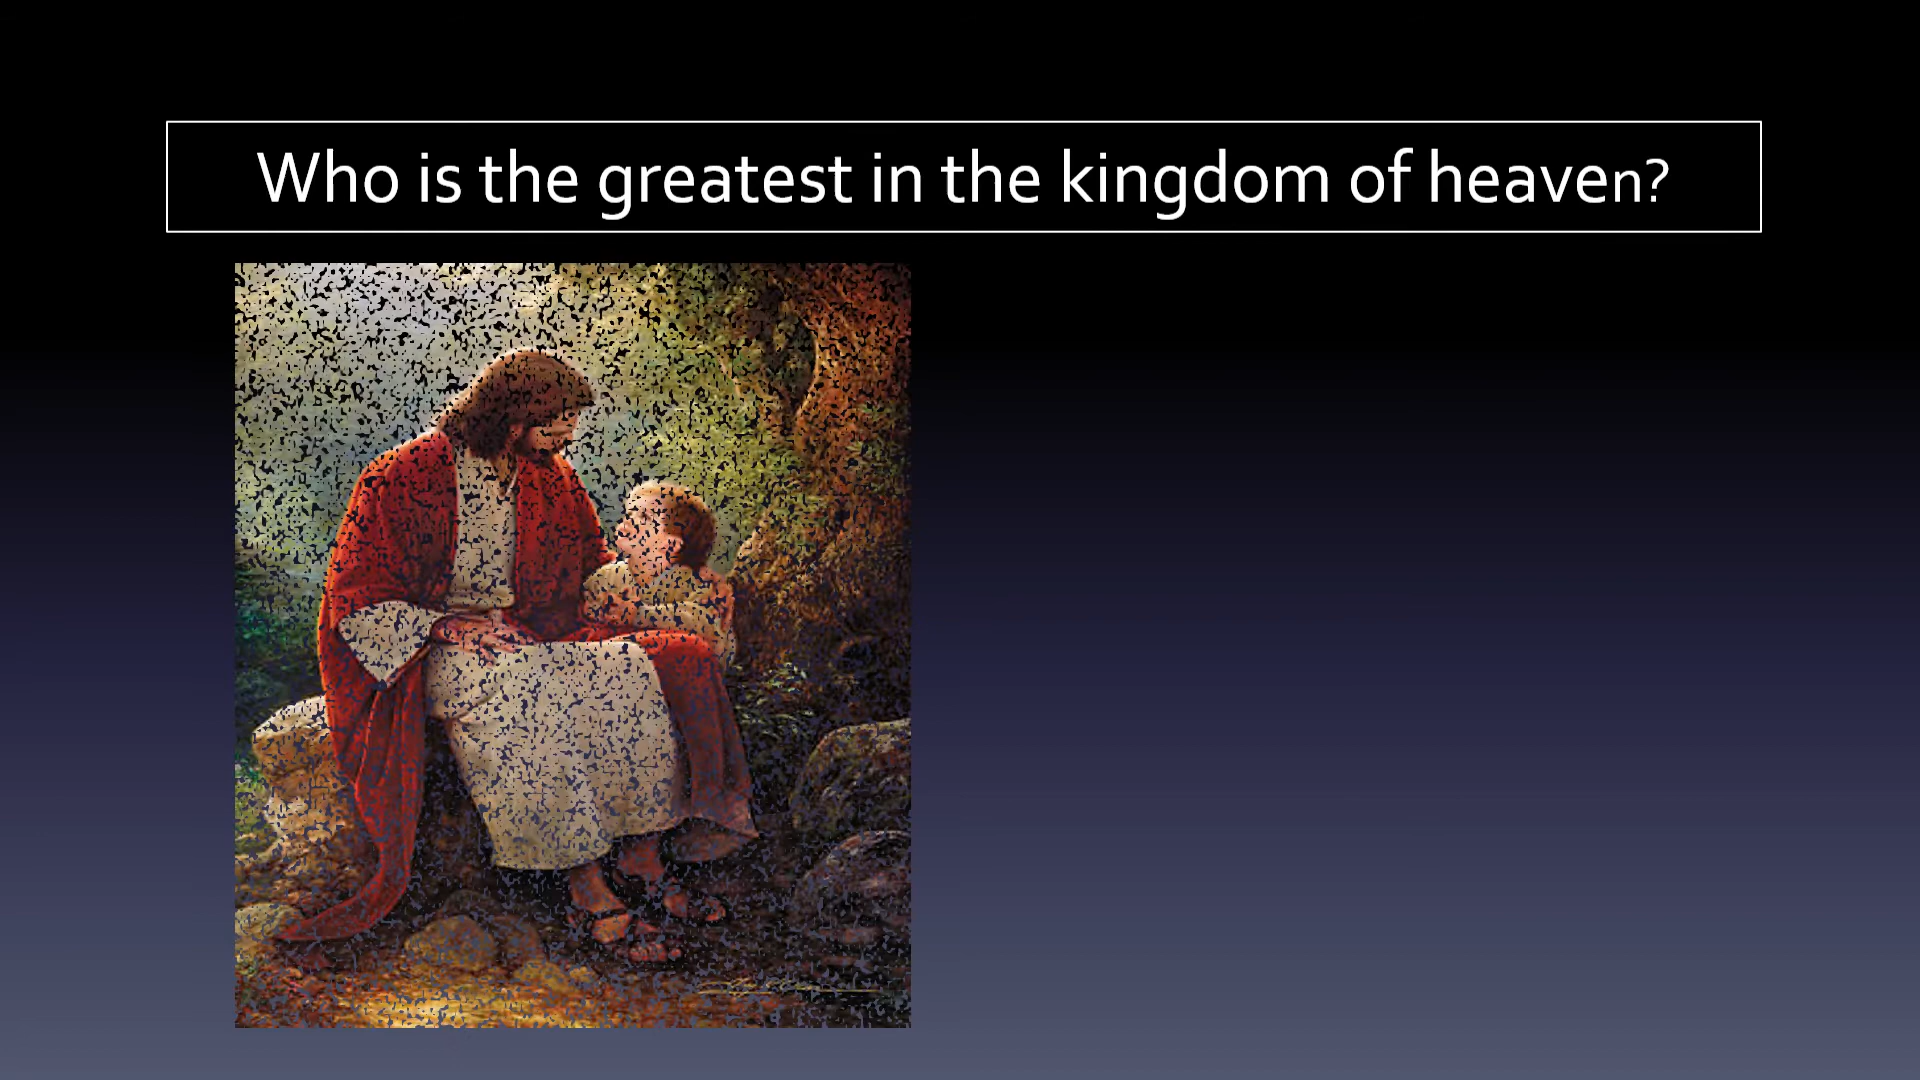 Who is the greatest in the kingdom of heaven?